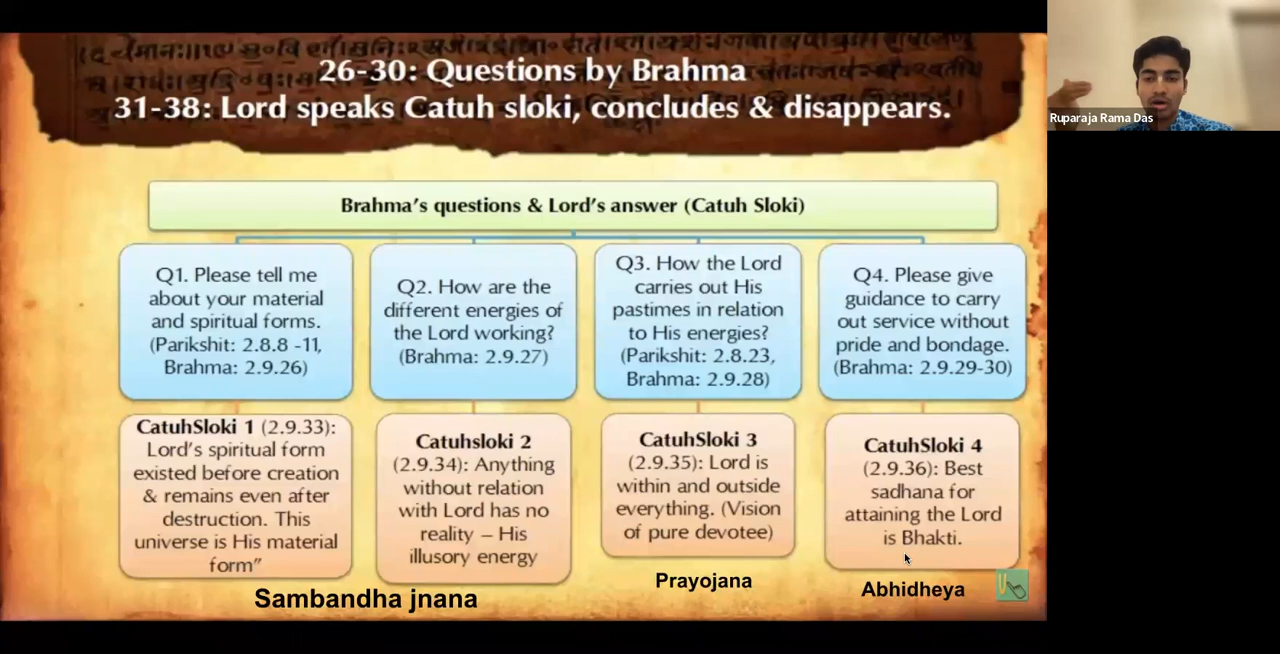 26-30: Questions by Brahma
31-38: Lord speaks Catuh sloki, concludes & disappears.
Ruparaja Rama Das
Brahma's questions & Lord's answer (Catuh Sloki)
Q1. Please tell me
about your material
and spiritual forms.
(Parikshit: 2.8.8 -11,
Brahma: 2.9.26)
Q2. How are the
different energies of
the Lord working?
(Brahma: 2.9.27)
Q3. How the Lord
carries out His
pastimes in relation
to His energies?
(Parikshit: 2.8.23,
Brahma: 2.9.28)
Q4. Please give
guidance to carry
out service without
pride and bondage.
(Brahma: 2.9.29-30)
CatuhSloki 1 (2.9.33):
Lord's spiritual form
existed before creation
& remains even after
destruction. This
universe is His material
form"
Catuhsloki 2
(2.9.34): Anything
without relation
with Lord has no
reality – His
illusory energy
CatuhSloki 3
(2.9.35): Lord is
within and outside
everything. (Vision
of pure devotee)
CatuhSloki 4
(2.9.36): Best
sadhana for
attaining the Lord
is Bhakti.
Sambandha jnana
Prayojana
Abhidheya